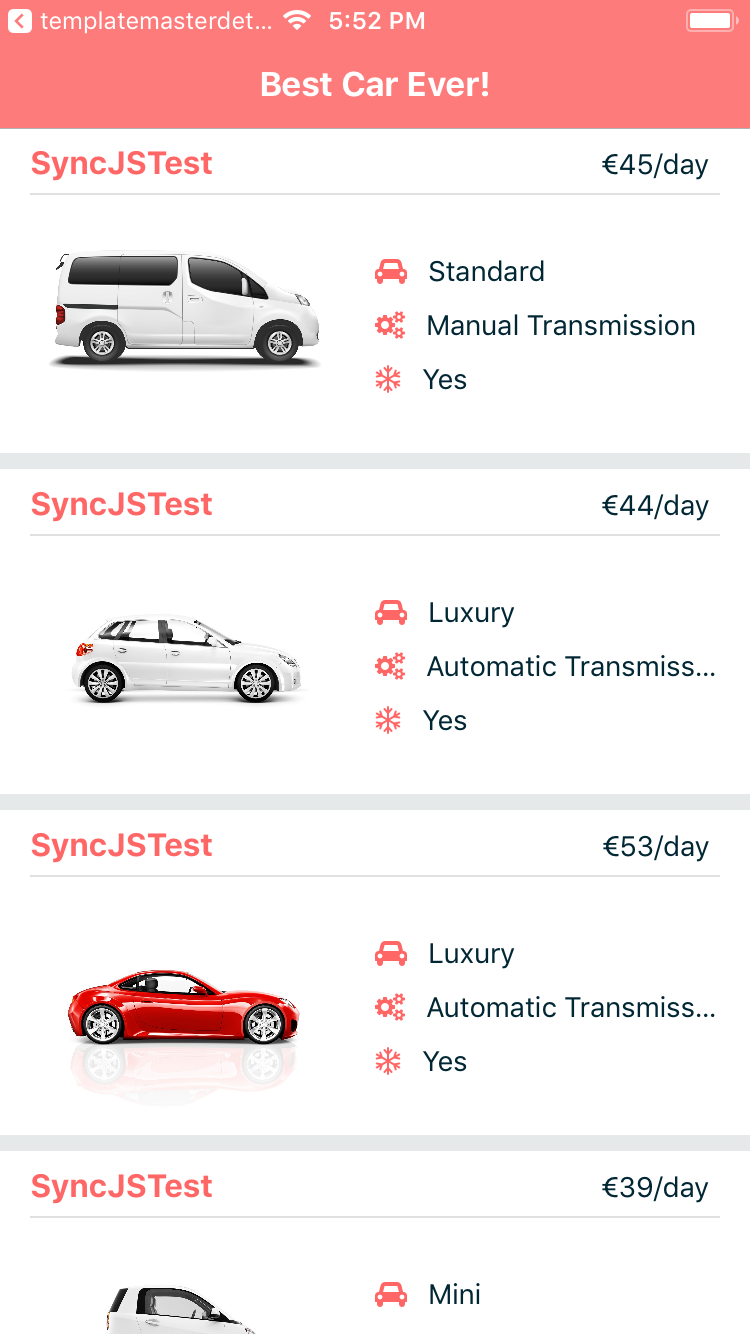 templatemasterdet... 5:52 PM
Best Car Ever!
SyncJSTest €45/day
Standard
Manual Transmission
Yes
SyncJSTest €44/day
Luxury
Automatic Transmiss...
Yes
SyncJSTest €53/day
Luxury
Automatic Transmiss...
Yes
SyncJSTest €39/day
Mini